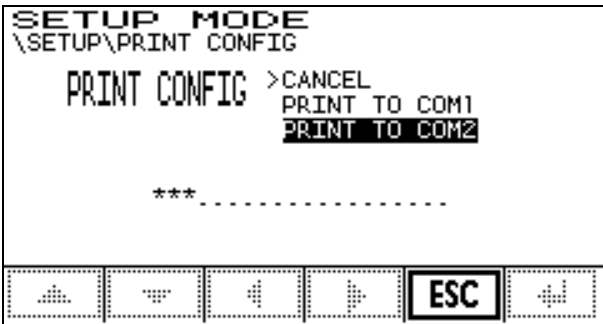 SETUP MODE
\SETUP\PRINT CONFIG
PRINT CONFIG >CANCEL
PRINT TO COM1
PRINT TO COM2
***.................
ESC